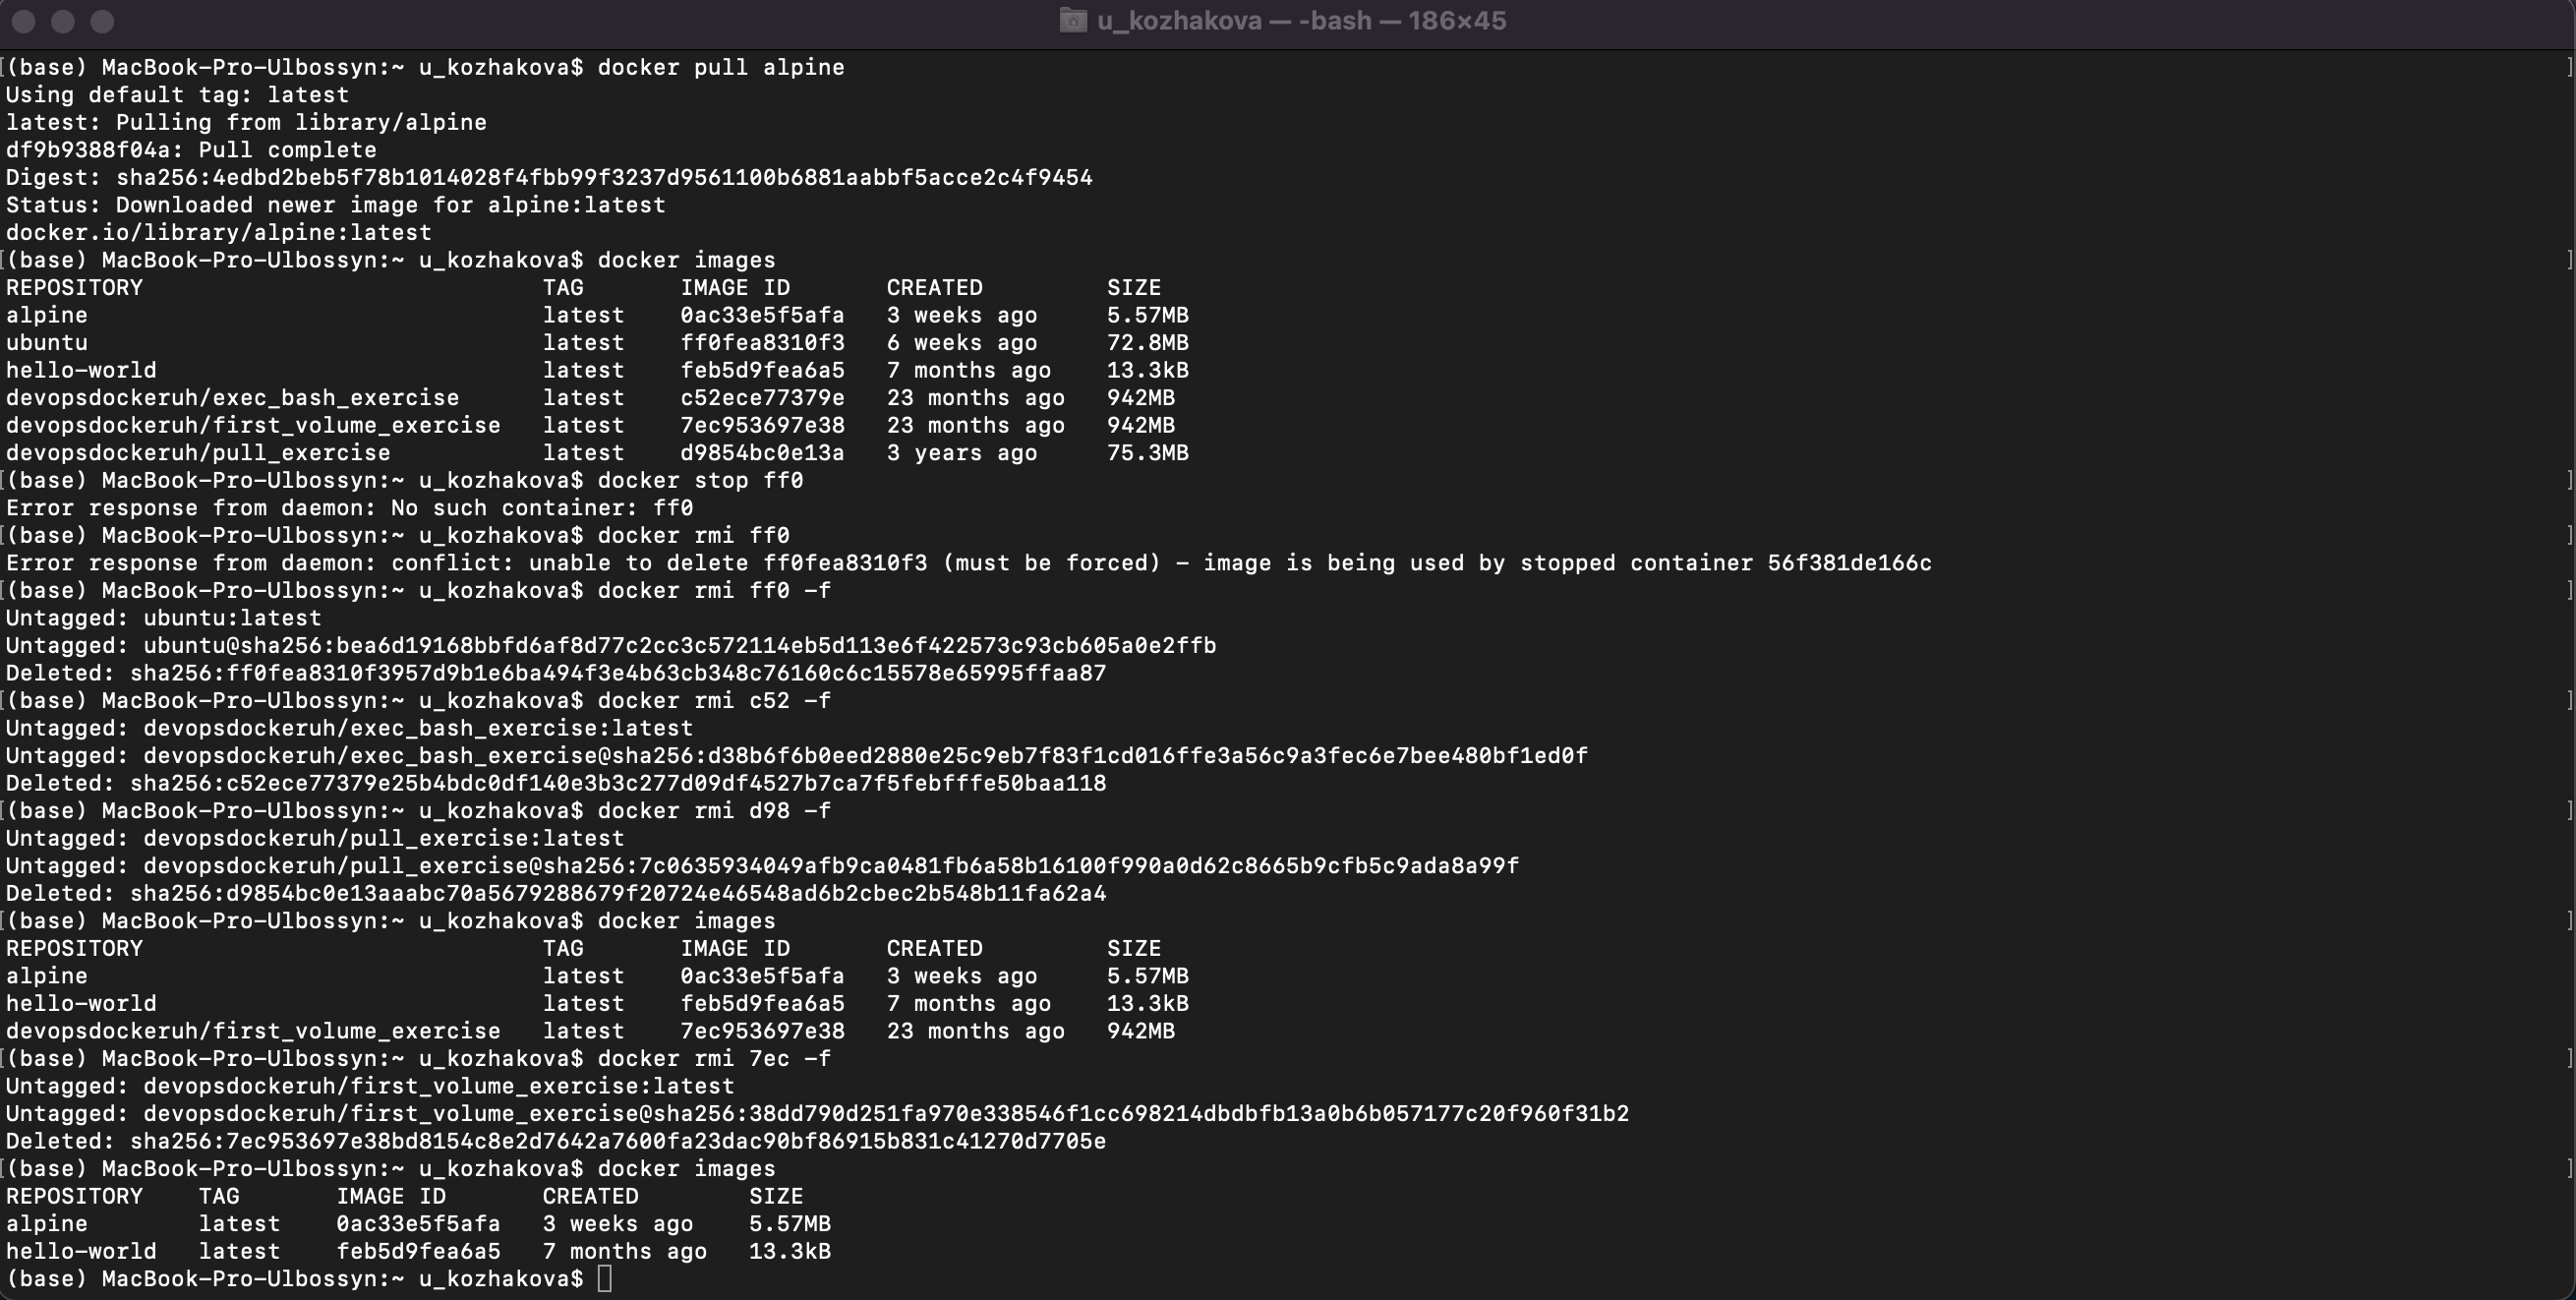 u_kozhakova — -bash — 186×45
(base) MacBook-Pro-Ulbossyn:~ u_kozhakova$ docker pull alpine
Using default tag: latest
latest: Pulling from library/alpine
df9b9388f04a: Pull complete
Digest: sha256:4edbd2beb5f78b1014028f4fbb99f3237d9561100b6881aabbf5acce2c4f9454
Status: Downloaded newer image for alpine:latest
docker.io/library/alpine:latest
(base) MacBook-Pro-Ulbossyn:~ u_kozhakova$ docker images
REPOSITORY TAG IMAGE ID CREATED SIZE
alpine latest 0ac33e5f5afa 3 weeks ago 5.57MB
ubuntu latest ff0fea8310f3 6 weeks ago 72.8MB
hello-world latest feb5d9fea6a5 7 months ago 13.3kB
devopsdockeruh/exec_bash_exercise latest c52ece77379e 23 months ago 942MB
devopsdockeruh/first_volume_exercise latest 7ec953697e38 23 months ago 942MB
devopsdockeruh/pull_exercise latest d9854bc0e13a 3 years ago 75.3MB
(base) MacBook-Pro-Ulbossyn:~ u_kozhakova$ docker stop ff0
Error response from daemon: No such container: ff0
(base) MacBook-Pro-Ulbossyn:~ u_kozhakova$ docker rmi ff0
Error response from daemon: conflict: unable to delete ff0fea8310f3 (must be forced) - image is being used by stopped container 56f381de166c
(base) MacBook-Pro-Ulbossyn:~ u_kozhakova$ docker rmi ff0 -f
Untagged: ubuntu:latest
Untagged: ubuntu@sha256:bea6d19168bbfd6af8d77c2cc3c572114eb5d113e6f422573c93cb605a0e2ffb
Deleted: sha256:ff0fea8310f3957d9b1e6ba494f3e4b63cb348c76160c6c15578e65995ffaa87
(base) MacBook-Pro-Ulbossyn:~ u_kozhakova$ docker rmi c52 -f
Untagged: devopsdockeruh/exec_bash_exercise:latest
Untagged: devopsdockeruh/exec_bash_exercise@sha256:d38b6f6b0eed2880e25c9eb7f83f1cd016ffe3a56c9a3fec6e7bee480bf1ed0f
Deleted: sha256:c52ece77379e25b4bdc0df140e3b3c277d09df4527b7ca7f5febfffe50baa118
(base) MacBook-Pro-Ulbossyn:~ u_kozhakova$ docker rmi d98 -f
Untagged: devopsdockeruh/pull_exercise:latest
Untagged: devopsdockeruh/pull_exercise@sha256:7c0635934049afb9ca0481fb6a58b16100f990a0d62c8665b9cfb5c9ada8a99f
Deleted: sha256:d9854bc0e13aaabc70a5679288679f20724e46548ad6b2cbec2b548b11fa62a4
(base) MacBook-Pro-Ulbossyn:~ u_kozhakova$ docker images
REPOSITORY TAG IMAGE ID CREATED SIZE
alpine latest 0ac33e5f5afa 3 weeks ago 5.57MB
hello-world latest feb5d9fea6a5 7 months ago 13.3kB
devopsdockeruh/first_volume_exercise latest 7ec953697e38 23 months ago 942MB
(base) MacBook-Pro-Ulbossyn:~ u_kozhakova$ docker rmi 7ec -f
Untagged: devopsdockeruh/first_volume_exercise:latest
Untagged: devopsdockeruh/first_volume_exercise@sha256:38dd790d251fa970e338546f1cc698214dbdbfb13a0b6b057177c20f960f31b2
Deleted: sha256:7ec953697e38bd8154c8e2d7642a7600fa23dac90bf86915b831c41270d7705e
(base) MacBook-Pro-Ulbossyn:~ u_kozhakova$ docker images
REPOSITORY TAG IMAGE ID CREATED SIZE
alpine latest 0ac33e5f5afa 3 weeks ago 5.57MB
hello-world latest feb5d9fea6a5 7 months ago 13.3kB
(base) MacBook-Pro-Ulbossyn:~ u_kozhakova$